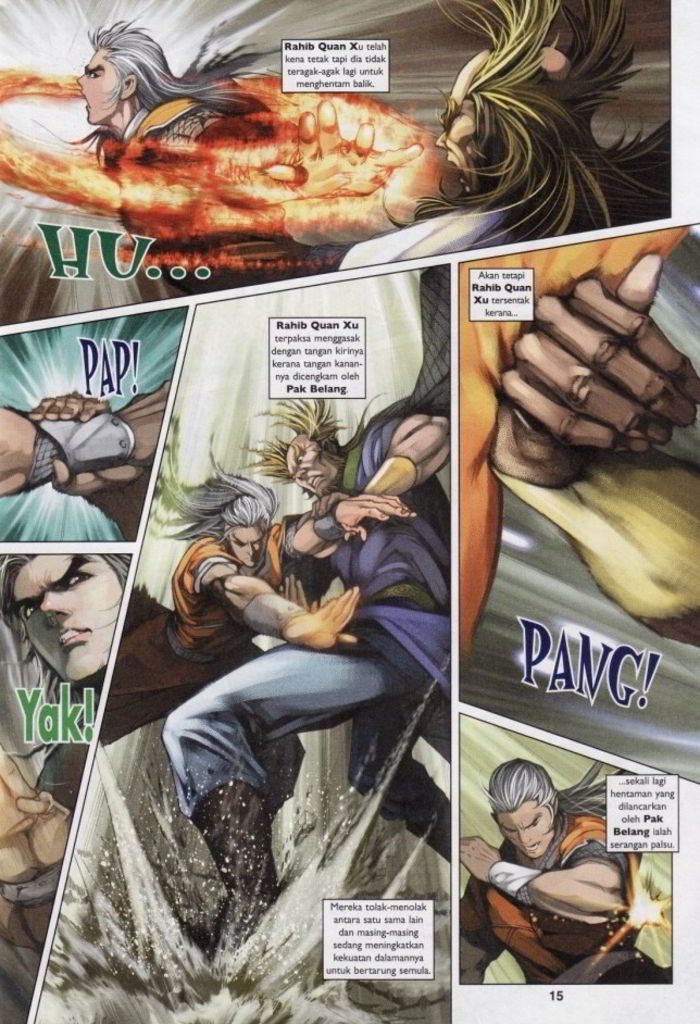 Rahib Quan Xu telah
kena tetak tapi dia tidak
teragak-agak lagi untuk
menghentam balik.
HU...
Akan tetapi
Rahib Quan
Xu tersentak
kerana...
PANG!
...sekali lagi
hentaman yang
dilancarkan
oleh Pak
Belang ialah
serangan palsu.
PAP!
Rahib Quan Xu
terpaksa menggasak
dengan tangan kirinya
kerana tangan kanan-
nya dicengkam oleh
Pak Belang.
Yak!
Mereka tolak-menolak
antara satu sama lain
dan masing-masing
sedang meningkatkan
kekuatan dalamannya
untuk bertarung semula.
15